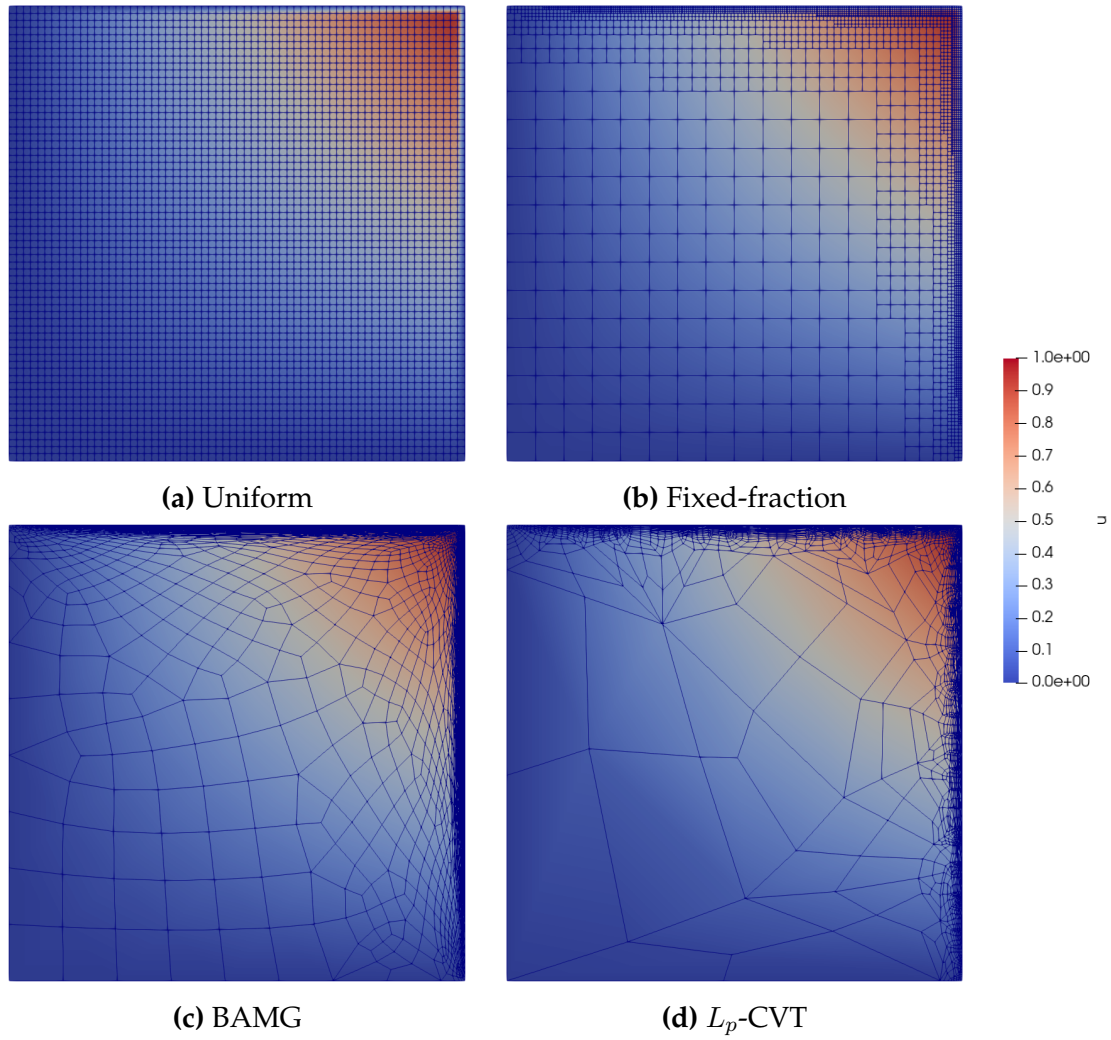 (a) Uniform
(b) Fixed-fraction
1.0e+00
0.9
0.8
0.7
0.6
0.5
0.4
0.3
0.2
0.1
0.0e+00
u
(c) BAMG
(d) Lp-CVT